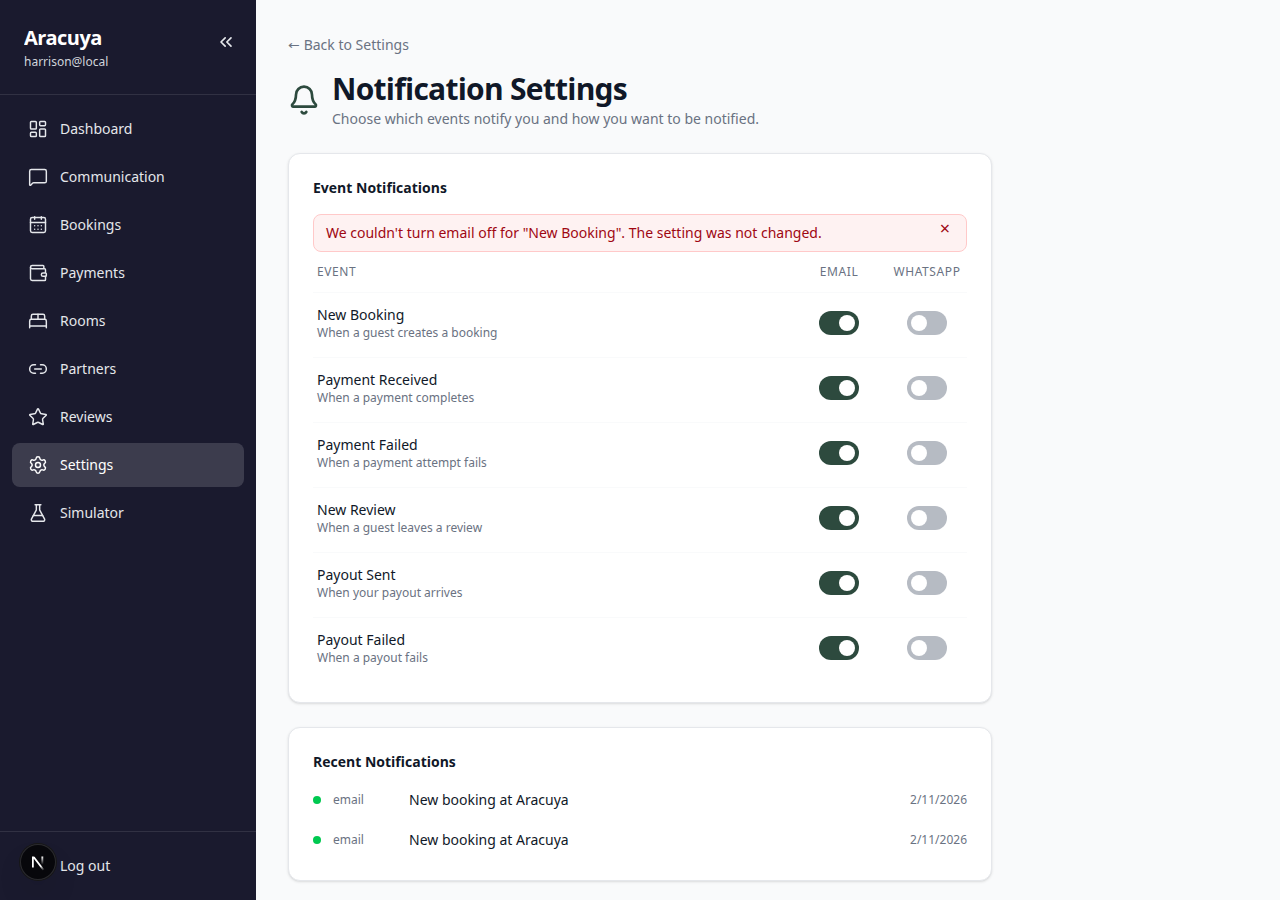 Aracuya
harrison@local
Dashboard
Communication
Bookings
Payments
Rooms
Partners
Reviews
Settings
Simulator
N
Log out
← Back to Settings
Notification Settings
Choose which events notify you and how you want to be notified.
Event Notifications
We couldn't turn email off for "New Booking". The setting was not changed. ×
EVENT EMAIL WHATSAPP
New Booking
When a guest creates a booking
Payment Received
When a payment completes
Payment Failed
When a payment attempt fails
New Review
When a guest leaves a review
Payout Sent
When your payout arrives
Payout Failed
When a payout fails
Recent Notifications
email New booking at Aracuya 2/11/2026
email New booking at Aracuya 2/11/2026